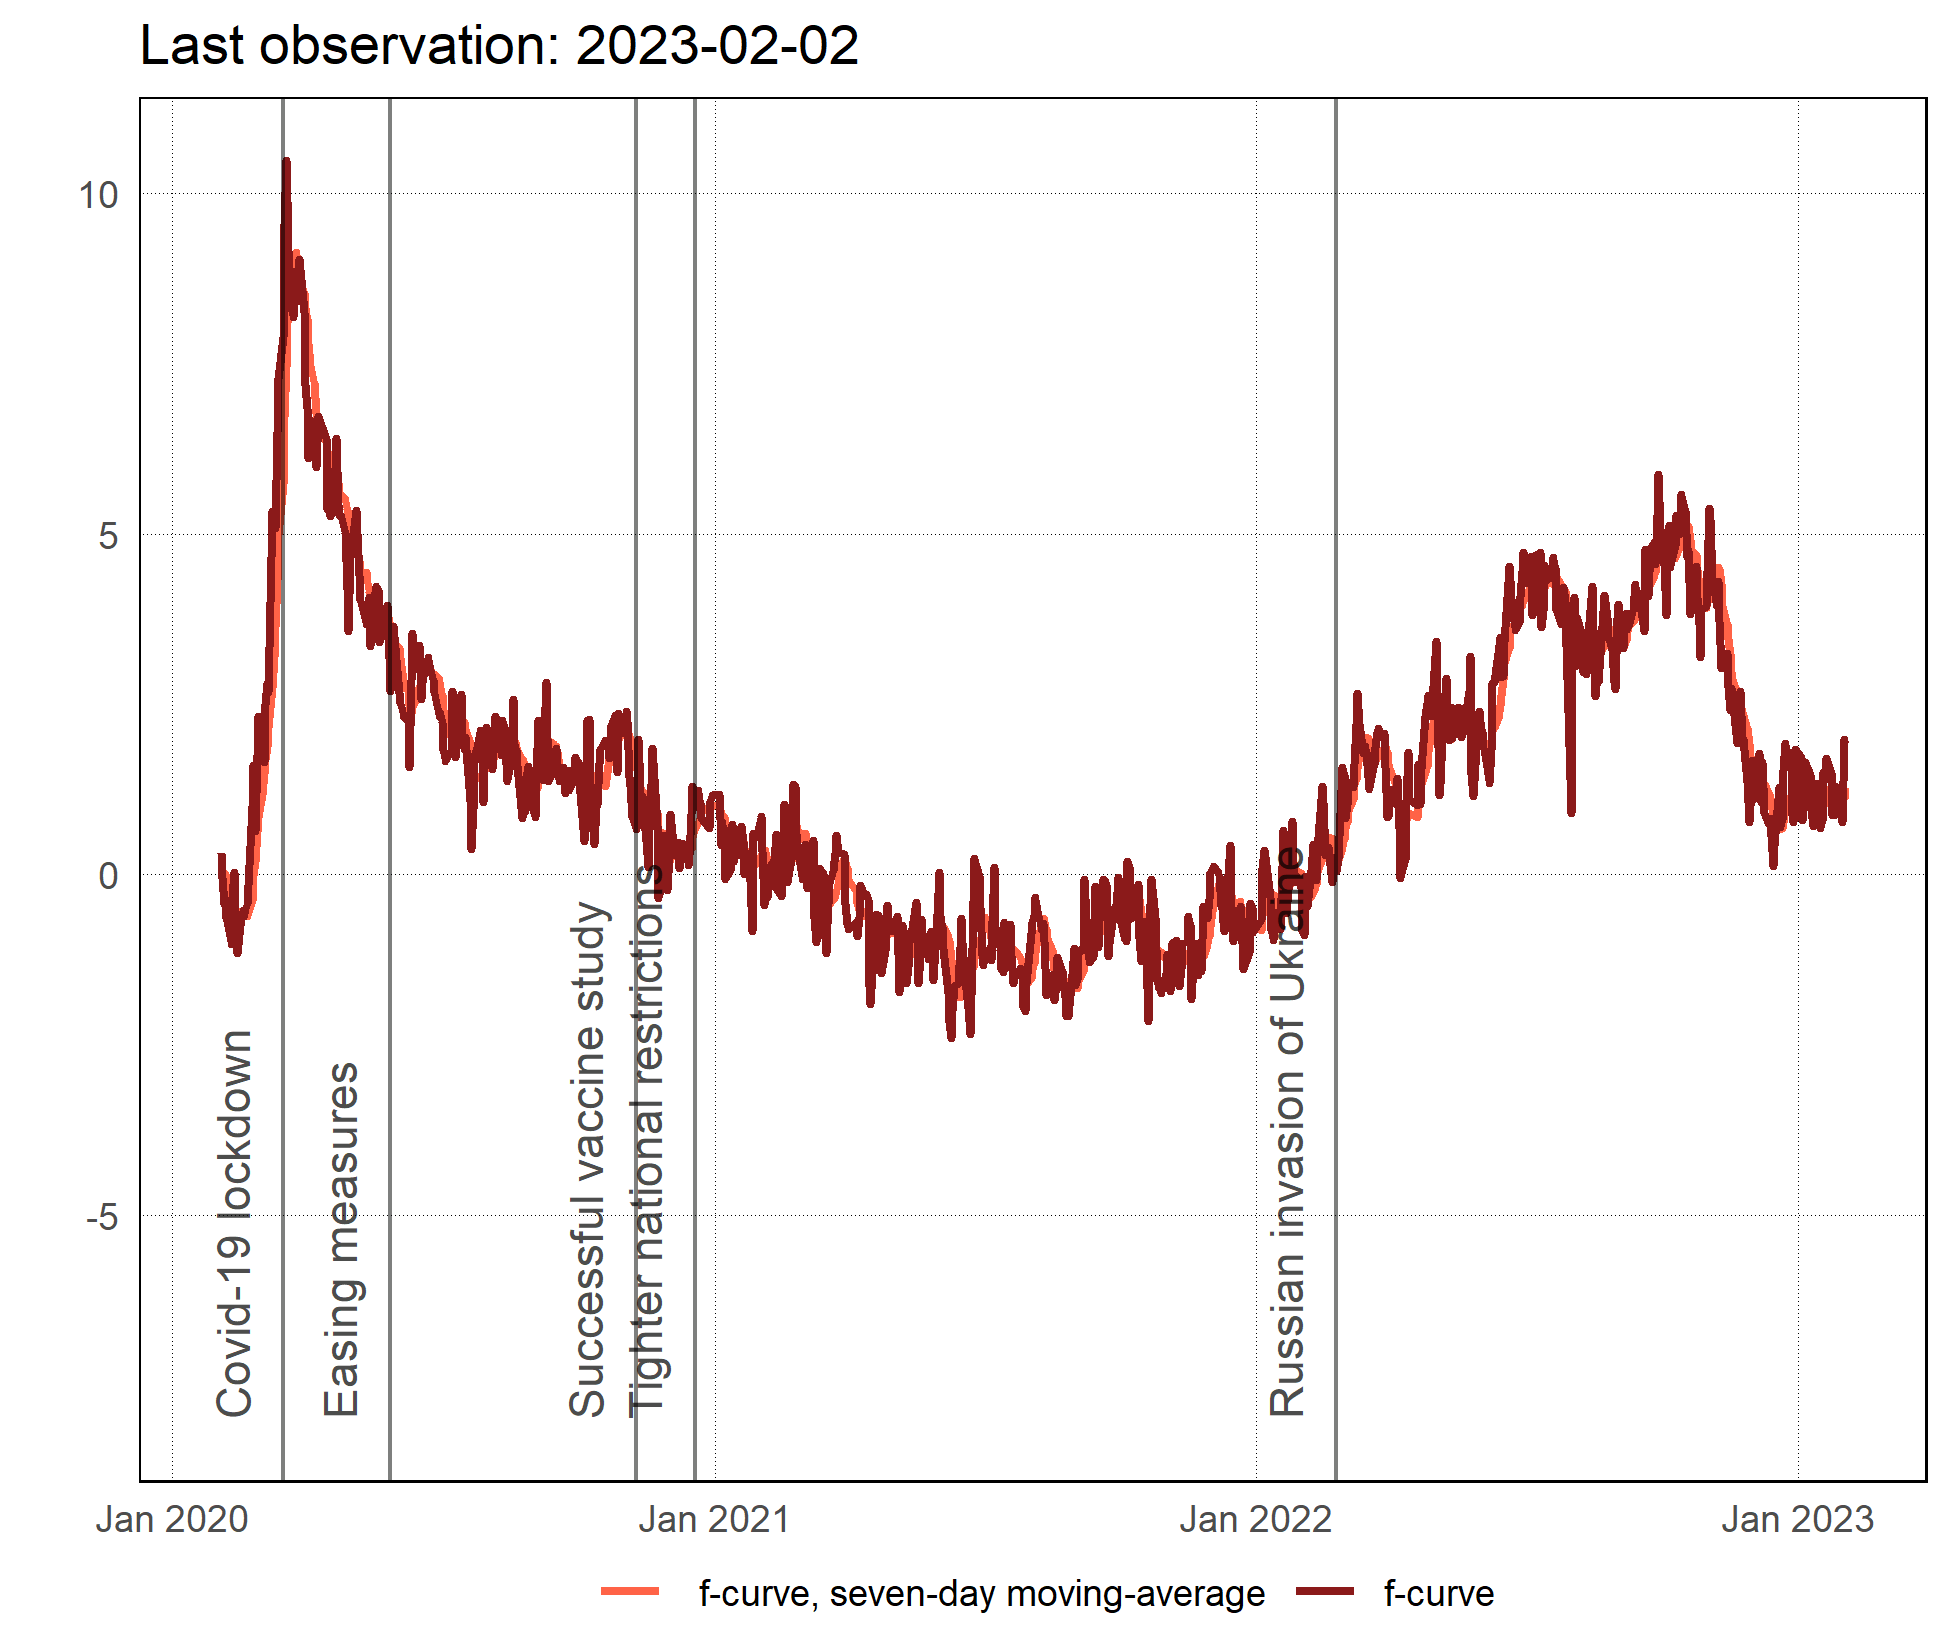 Last observation: 2023-02-02
10
5
0
-5
Covid-19 lockdown
Easing measures
Successful vaccine study
Tighter national restrictions
Russian invasion of Ukraine
Jan 2020
Jan 2021
Jan 2022
Jan 2023
f-curve, seven-day moving-average
f-curve